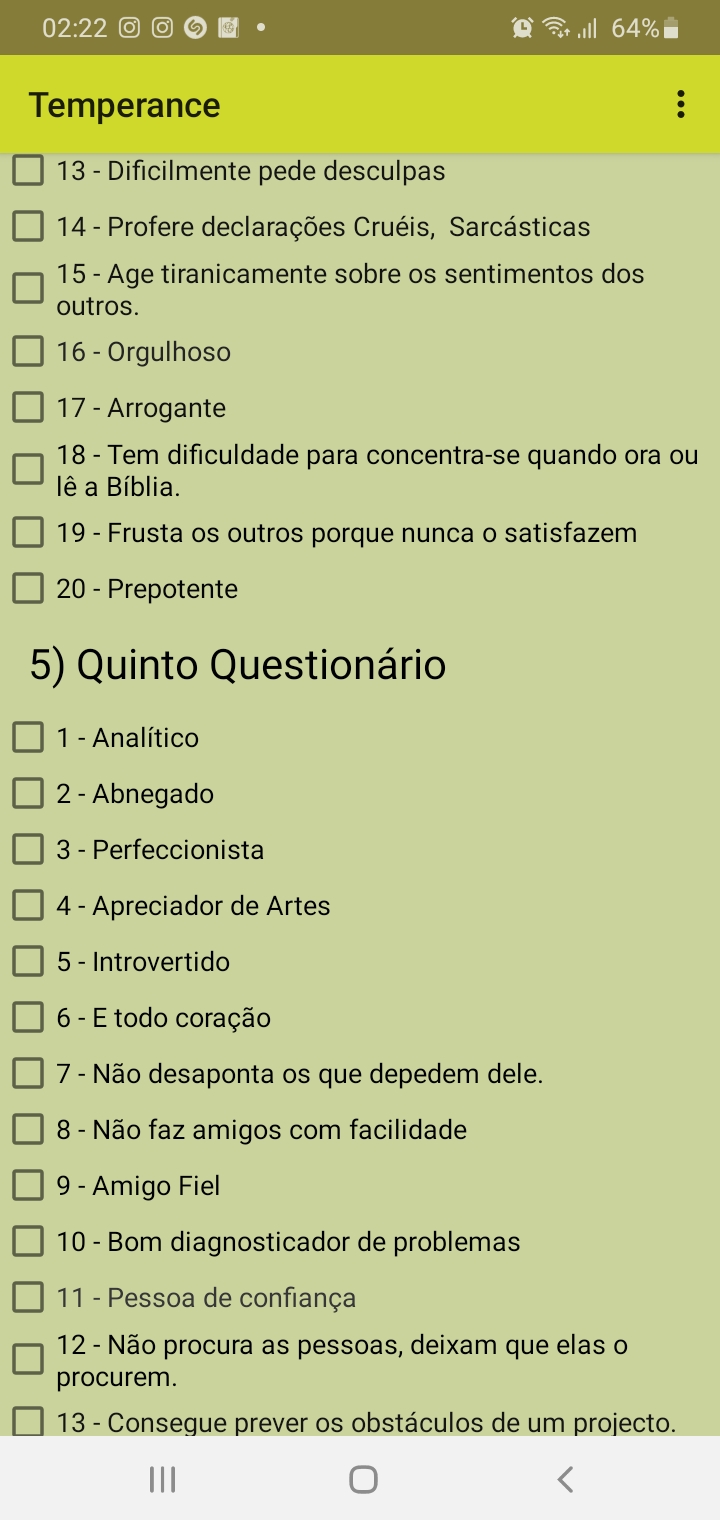 02:22
64%
Temperance
13 - Dificilmente pede desculpas
14 - Profere declarações Cruéis,  Sarcásticas
15 - Age tiranicamente sobre os sentimentos dos
outros.
16 - Orgulhoso
17 - Arrogante
18 - Tem dificuldade para concentra-se quando ora ou
lê a Bíblia.
19 - Frusta os outros porque nunca o satisfazem
20 - Prepotente
5) Quinto Questionário
1 - Analítico
2 - Abnegado
3 - Perfeccionista
4 - Apreciador de Artes
5 - Introvertido
6 - E todo coração
7 - Não desaponta os que depedem dele.
8 - Não faz amigos com facilidade
9 - Amigo Fiel
10 - Bom diagnosticador de problemas
11 - Pessoa de confiança
12 - Não procura as pessoas, deixam que elas o
procurem.
13 - Consegue prever os obstáculos de um projecto.